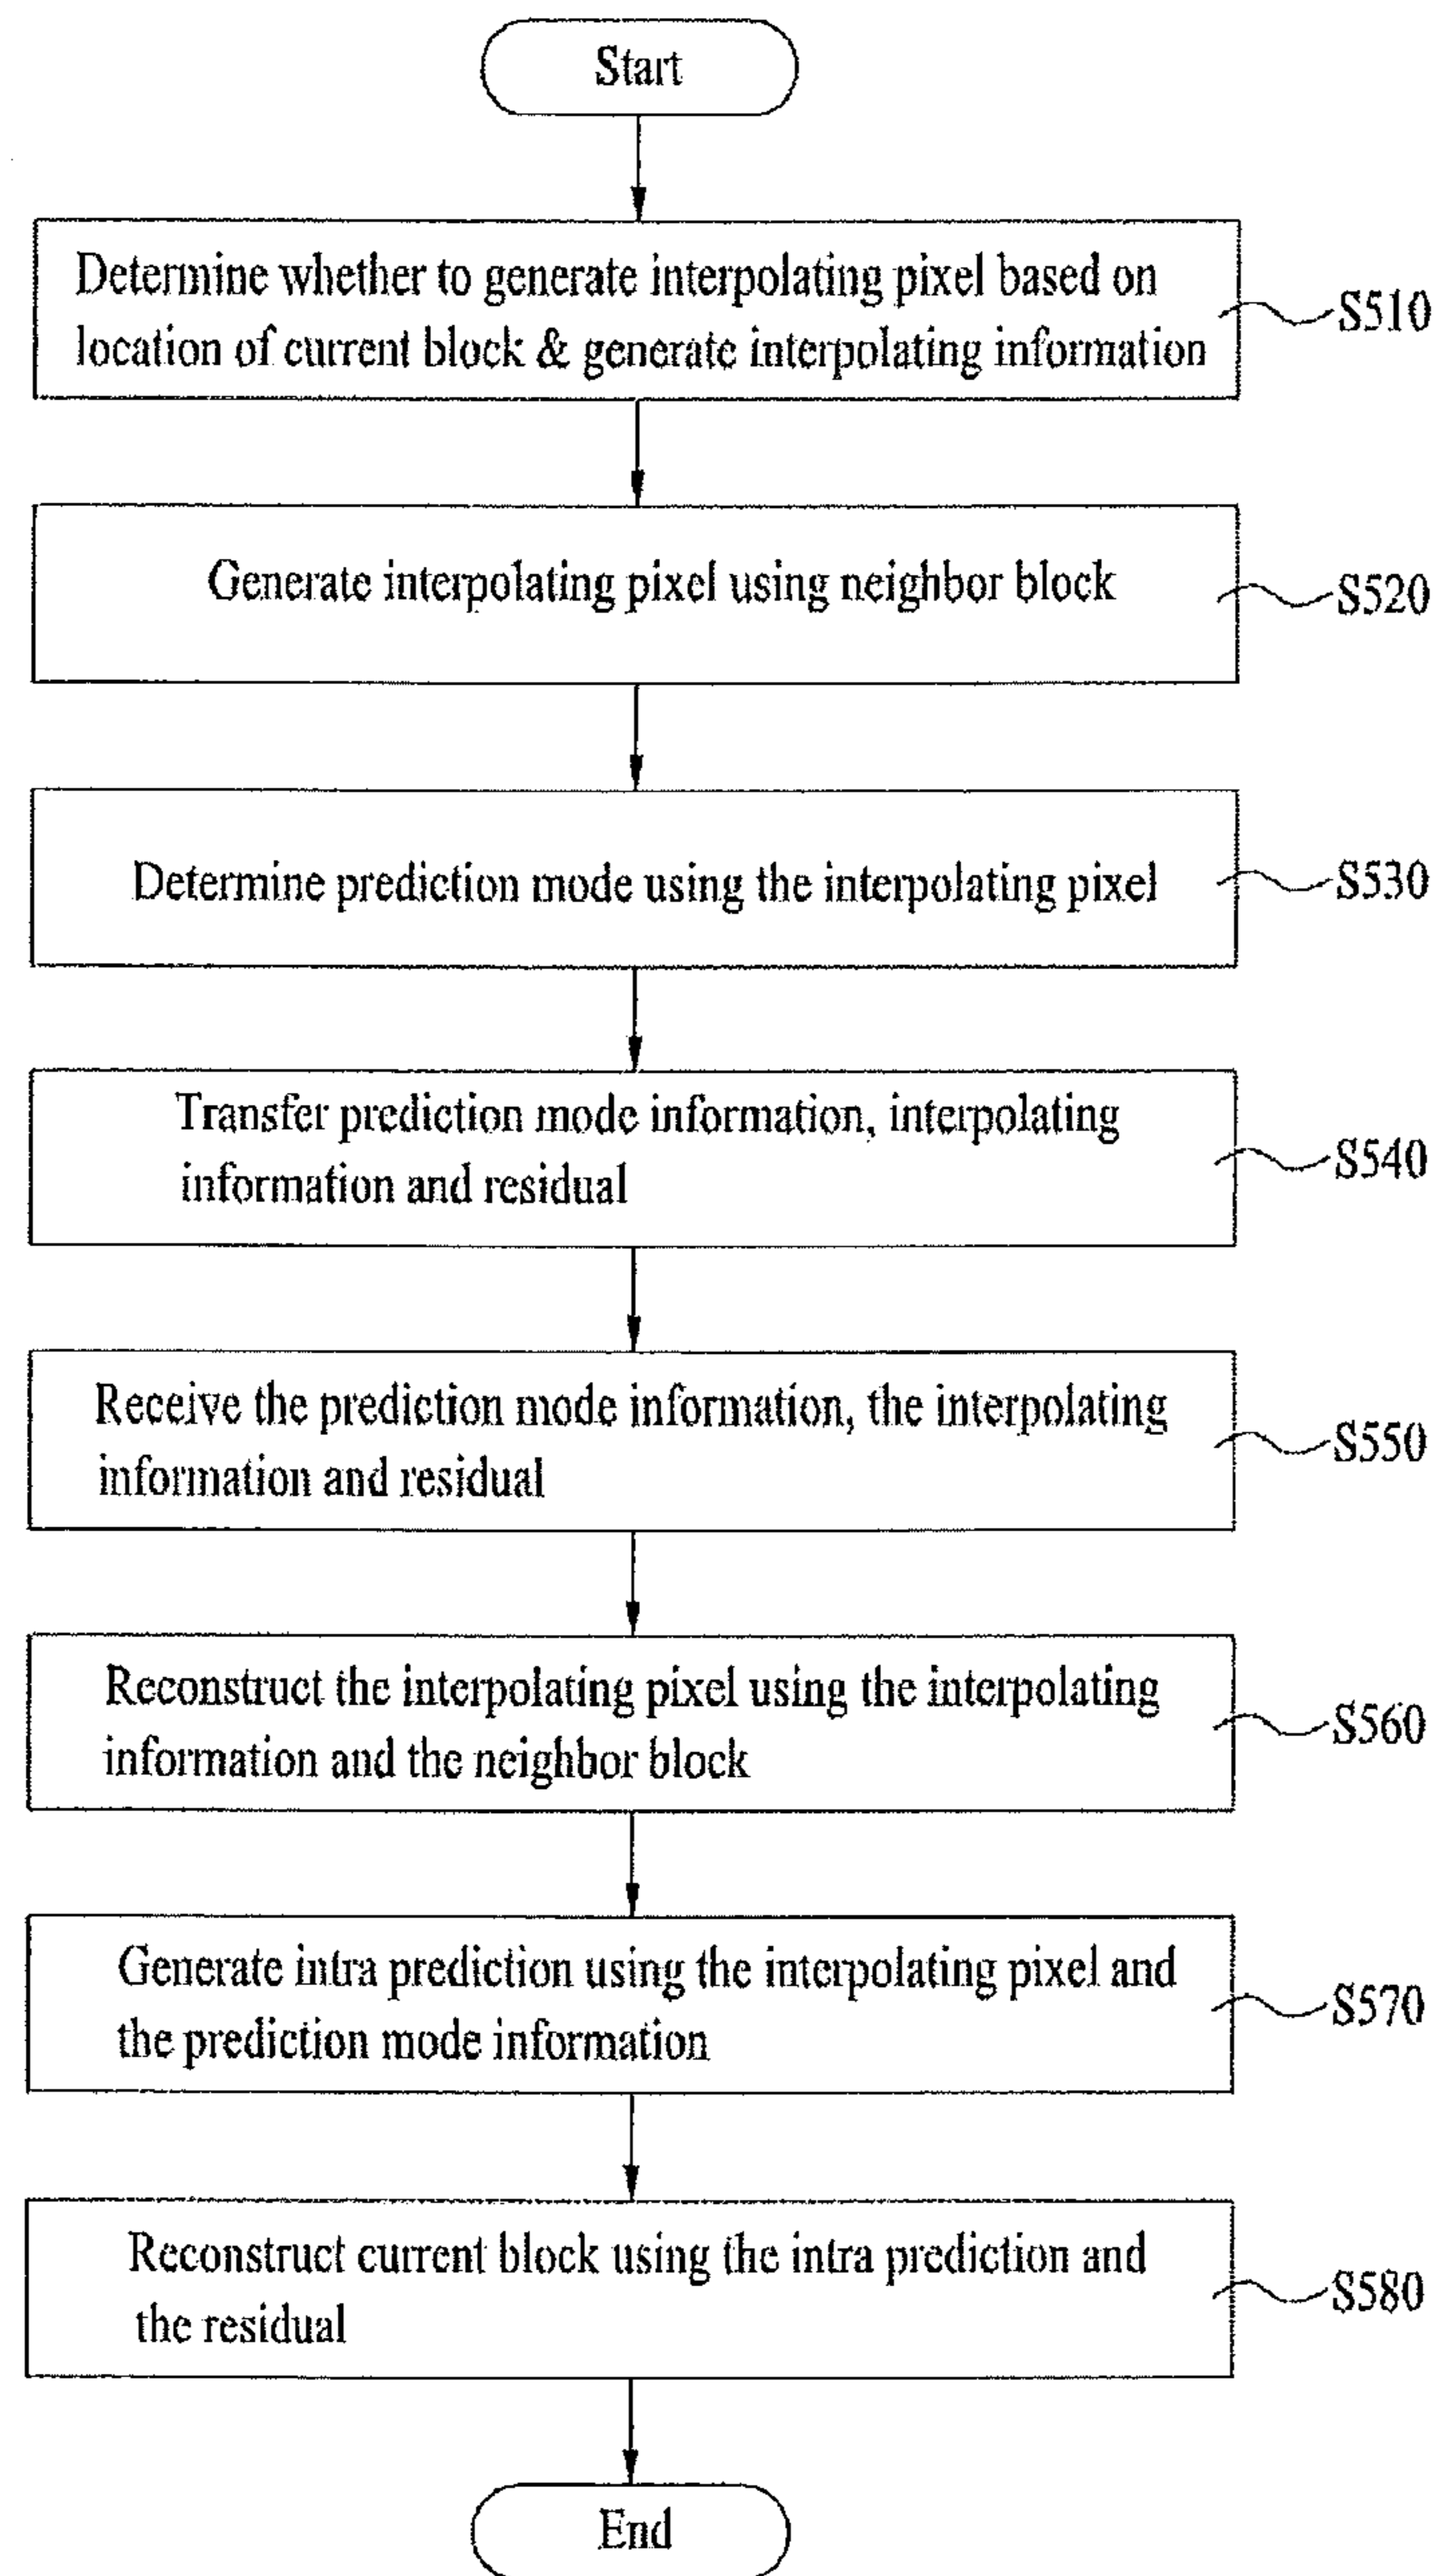 Start
Determine whether to generate interpolating pixel based on
location of current block & generate interpolating information
S510
Generate interpolating pixel using neighbor block
S520
Determine prediction mode using the interpolating pixel
S530
Transfer prediction mode information, interpolating
information and residual
S540
Receive the prediction mode information, the interpolating
information and residual
S550
Reconstruct the interpolating pixel using the interpolating
information and the neighbor block
S560
Generate intra prediction using the interpolating pixel and
the prediction mode information
S570
Reconstruct current block using the intra prediction and
the residual
S580
End